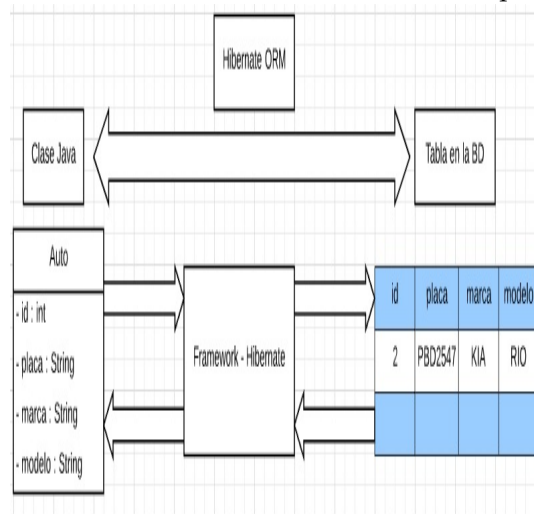 Hibernate ORM
Clase Java
Tabla en la BD
Auto
- id : int
- placa : String
- marca : String
- modelo : String
Framework - Hibernate
id placa marca modelo
2 PBD2547 KIA RIO